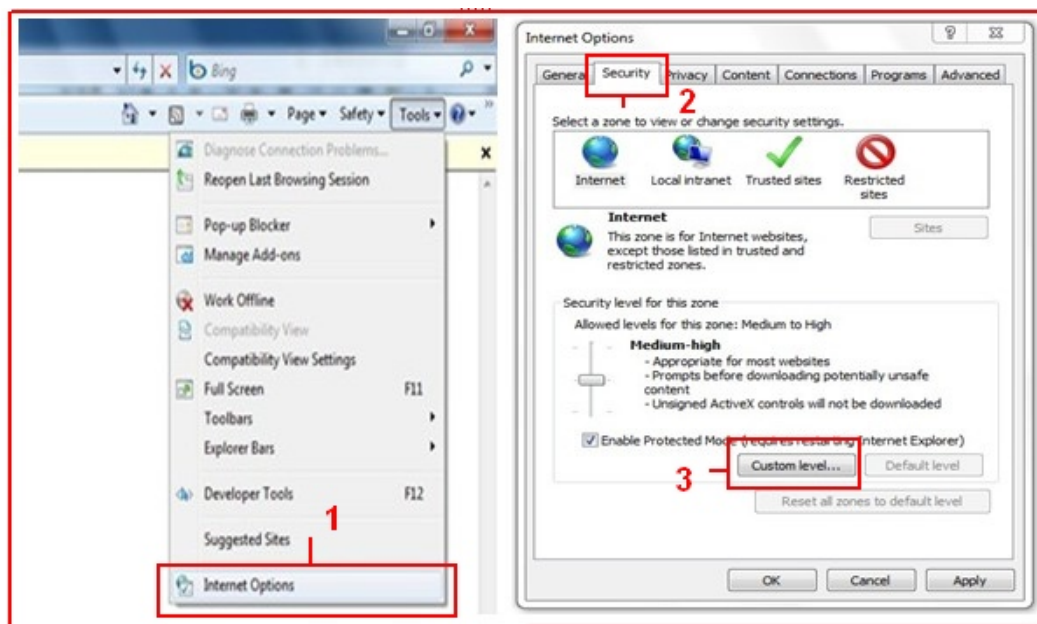 Bing
Page Safety Tools
Diagnose Connection Problems...
Reopen Last Browsing Session
Pop-up Blocker
Manage Add-ons
Work Offline
Compatibility View
Compatibility View Settings
Full Screen F11
Toolbars
Explorer Bars
Developer Tools F12
1
Suggested Sites
Internet Options
Internet Options
General Security Privacy Content Connections Programs Advanced
2
Select a zone to view or change security settings.
Internet Local intranet Trusted sites Restricted
sites
Internet
Sites
This zone is for Internet websites,
except those listed in trusted and
restricted zones.
Security level for this zone
Allowed levels for this zone: Medium to High
Medium-high
- Appropriate for most websites
- Prompts before downloading potentially unsafe
content
- Unsigned ActiveX controls will not be downloaded
Enable Protected Mode (requires restarting Internet Explorer)
3
Custom level... Default level
Reset all zones to default level
OK Cancel Apply